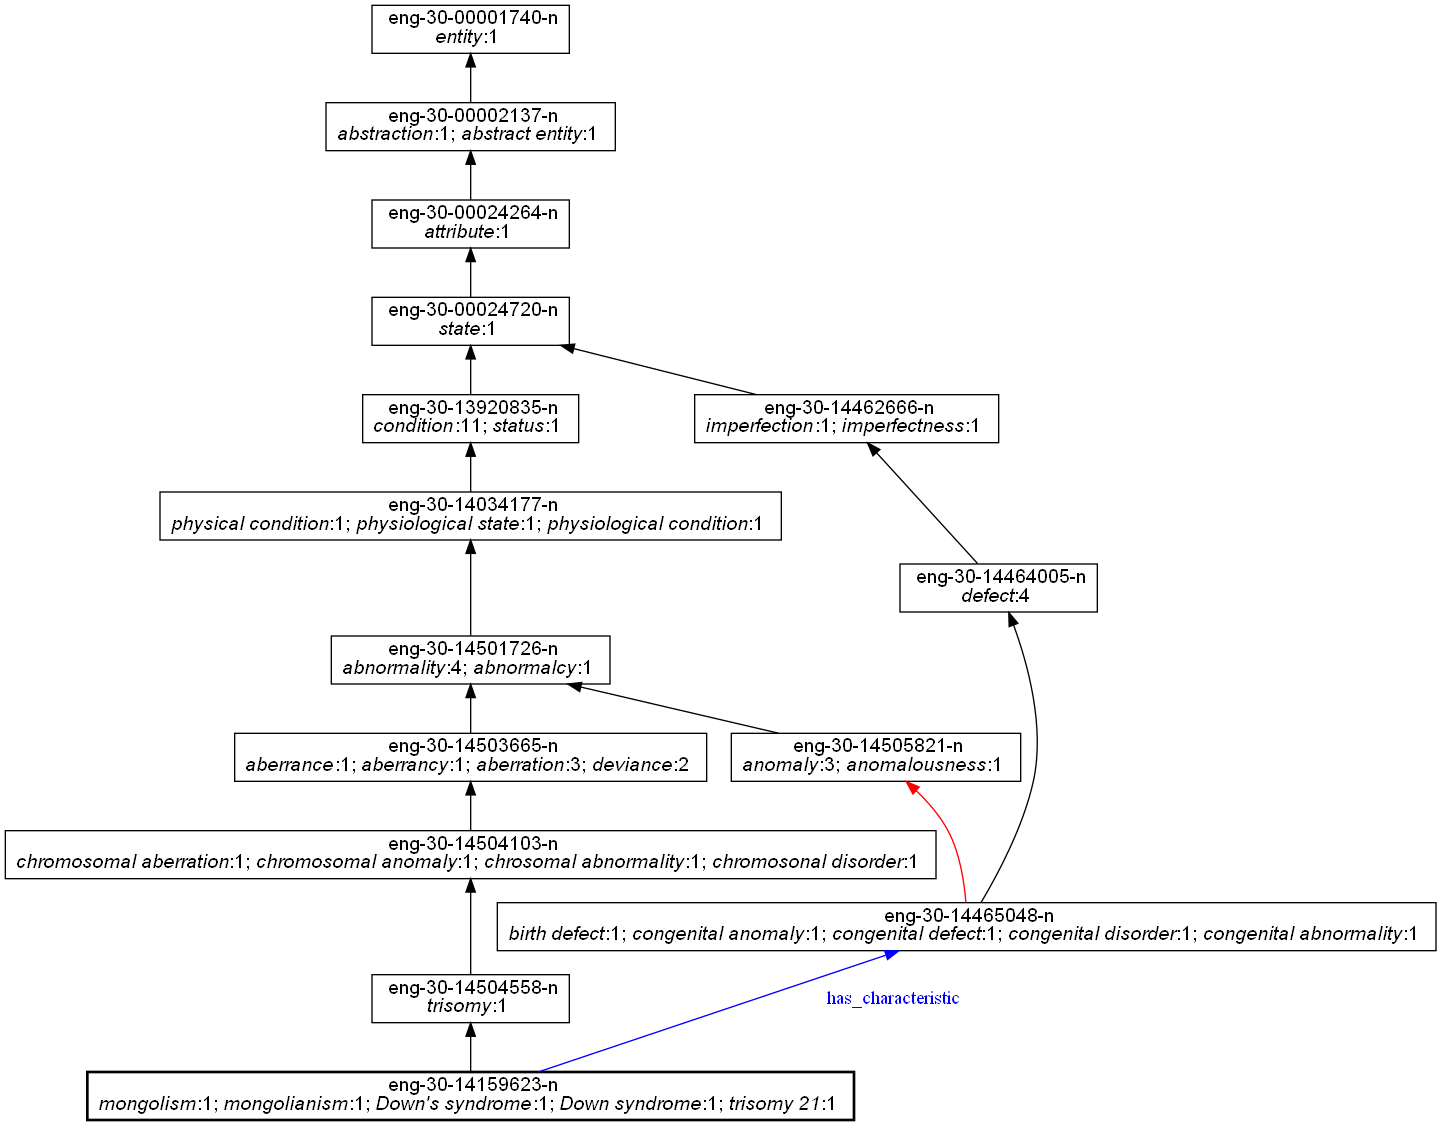 eng-30-00001740-n
entity:1
eng-30-00002137-n
abstraction:1; abstract entity:1
eng-30-00024264-n
attribute:1
eng-30-00024720-n
state:1
eng-30-13920835-n
condition:11; status:1
eng-30-14462666-n
imperfection:1; imperfectness:1
eng-30-14034177-n
physical condition:1; physiological state:1; physiological condition:1
eng-30-14464005-n
defect:4
eng-30-14501726-n
abnormality:4; abnormalcy:1
eng-30-14503665-n
aberrance:1; aberrancy:1; aberration:3; deviance:2
eng-30-14505821-n
anomaly:3; anomalousness:1
eng-30-14504103-n
chromosomal aberration:1; chromosomal anomaly:1; chrosomal abnormality:1; chromosonal disorder:1
eng-30-14465048-n
birth defect:1; congenital anomaly:1; congenital defect:1; congenital disorder:1; congenital abnormality:1
eng-30-14504558-n
trisomy:1
has_characteristic
eng-30-14159623-n
mongolism:1; mongolianism:1; Down's syndrome:1; Down syndrome:1; trisomy 21:1